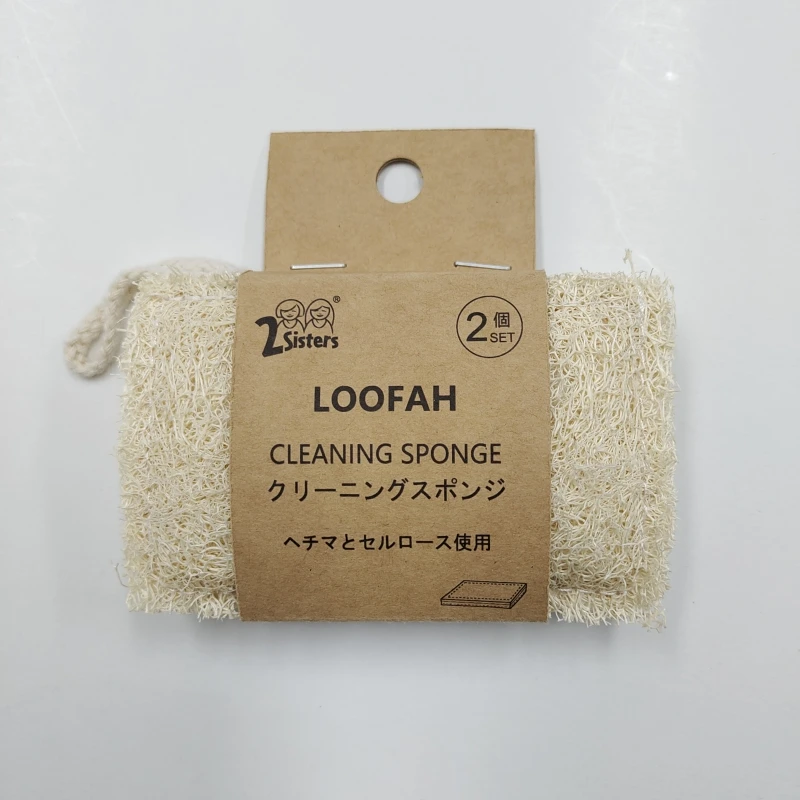 2Sisters®
2個
SET
LOOFAH
CLEANING SPONGE
クリーニングスポンジ
ヘチマとセルロース使用